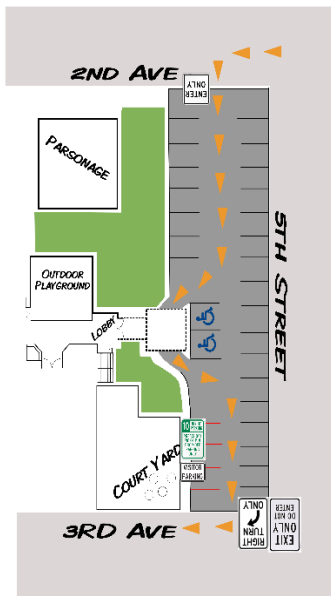 2ND AVE
ENTER
ONLY
PARSONAGE
5TH STREET
OUTDOOR
PLAYGROUND
LOBBY
10
COURT YARD
VISITOR
PARKING
3RD AVE
RIGHT
TURN
ONLY
EXIT
ONLY
DO NOT
ENTER